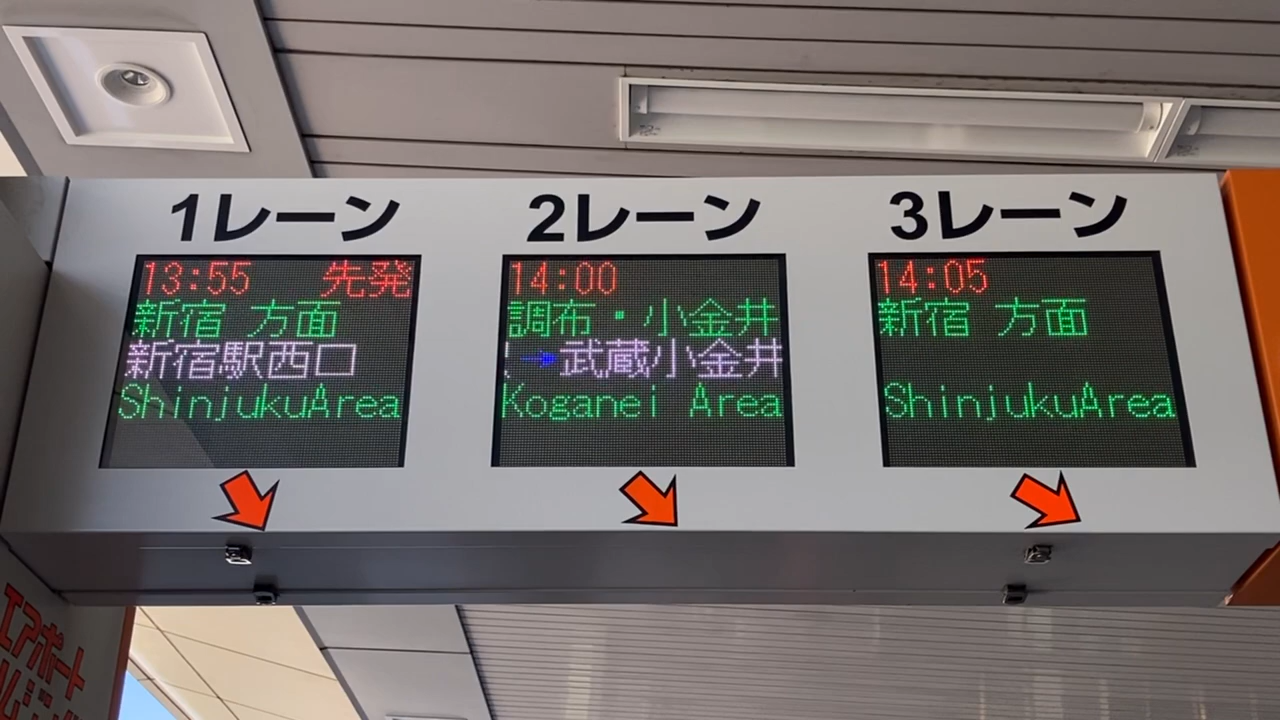 1レーン
13:55 先発
新宿 方面
新宿駅西口
ShinjukuArea
2レーン
14:00
調布・小金井
→武蔵小金井
Koganei Area
3レーン
14:05
新宿 方面
ShinjukuArea
エアポート